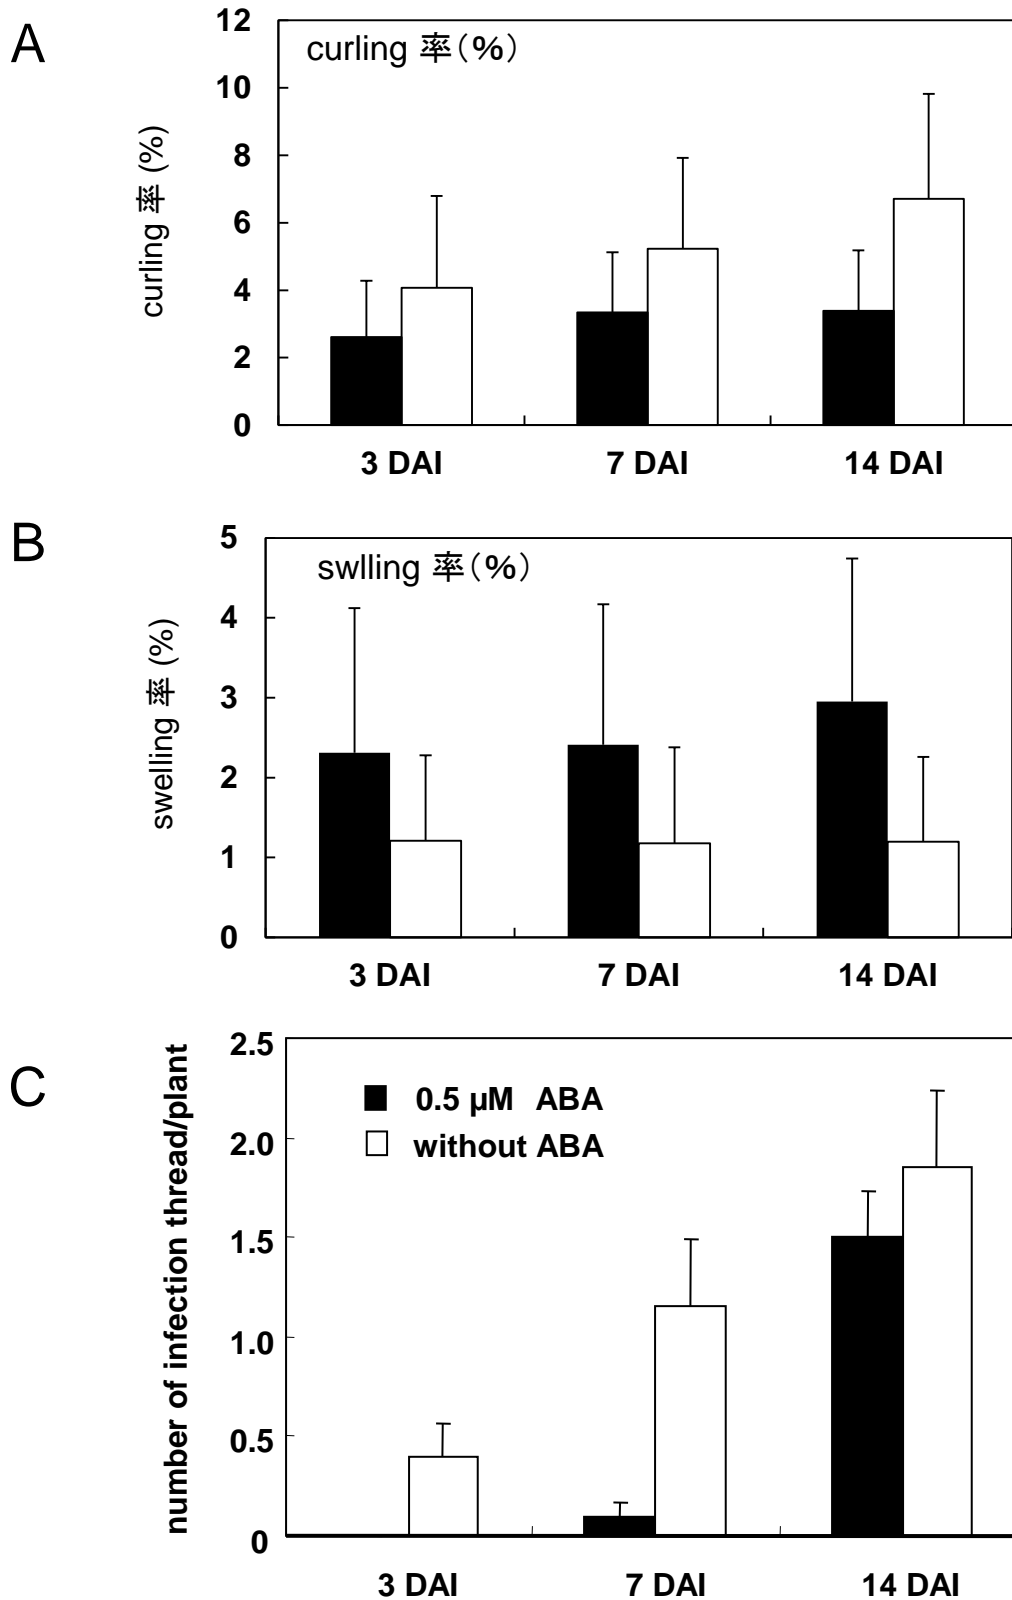 A
curling 率(%)
curling 率 (%)
12
10
8
6
4
2
0
3 DAI 7 DAI 14 DAI
B
swlling 率(%)
swelling 率 (%)
5
4
3
2
1
0
3 DAI 7 DAI 14 DAI
C
number of infection thread/plant
2.5
2.0
1.5
1.0
0.5
0
0.5 µM ABA
without ABA
3 DAI 7 DAI 14 DAI